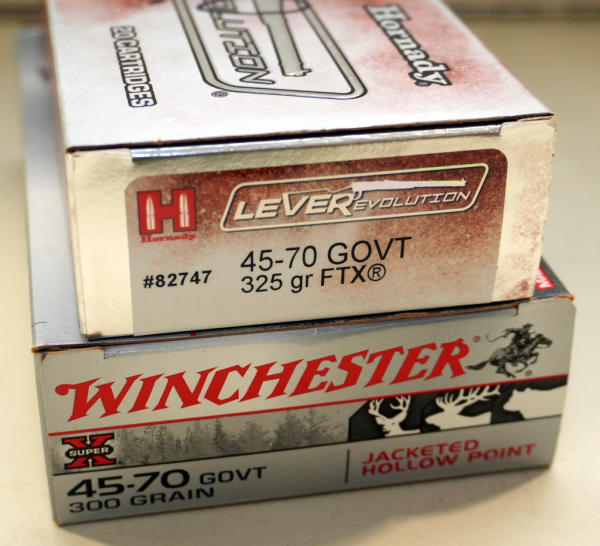 Hornady
20 CARTRIDGES
H
Hornady
LEVEREVOLUTION
#82747
45-70 GOVT
325 gr FTX®
WINCHESTER®
SUPER X
45-70 GOVT
300 GRAIN
JACKETED
HOLLOW POINT